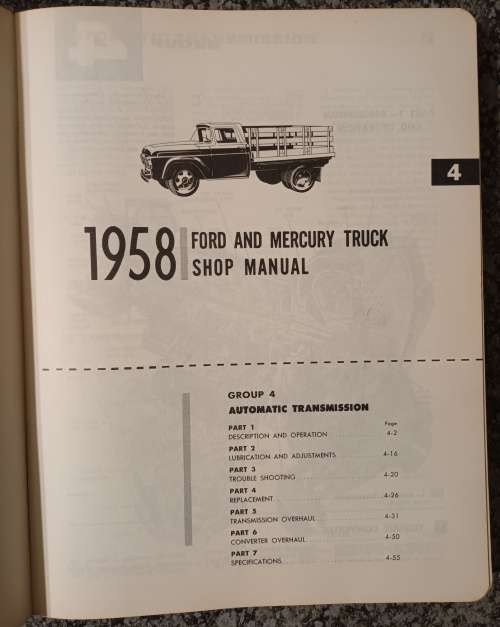 4
1958 FORD AND MERCURY TRUCK
SHOP MANUAL
GROUP 4
AUTOMATIC TRANSMISSION
Page
PART 1
DESCRIPTION AND OPERATION 4-2
PART 2
LUBRICATION AND ADJUSTMENTS 4-16
PART 3
TROUBLE SHOOTING 4-20
PART 4
REPLACEMENT 4-26
PART 5
TRANSMISSION OVERHAUL 4-31
PART 6
CONVERTER OVERHAUL 4-50
PART 7
SPECIFICATIONS 4-55